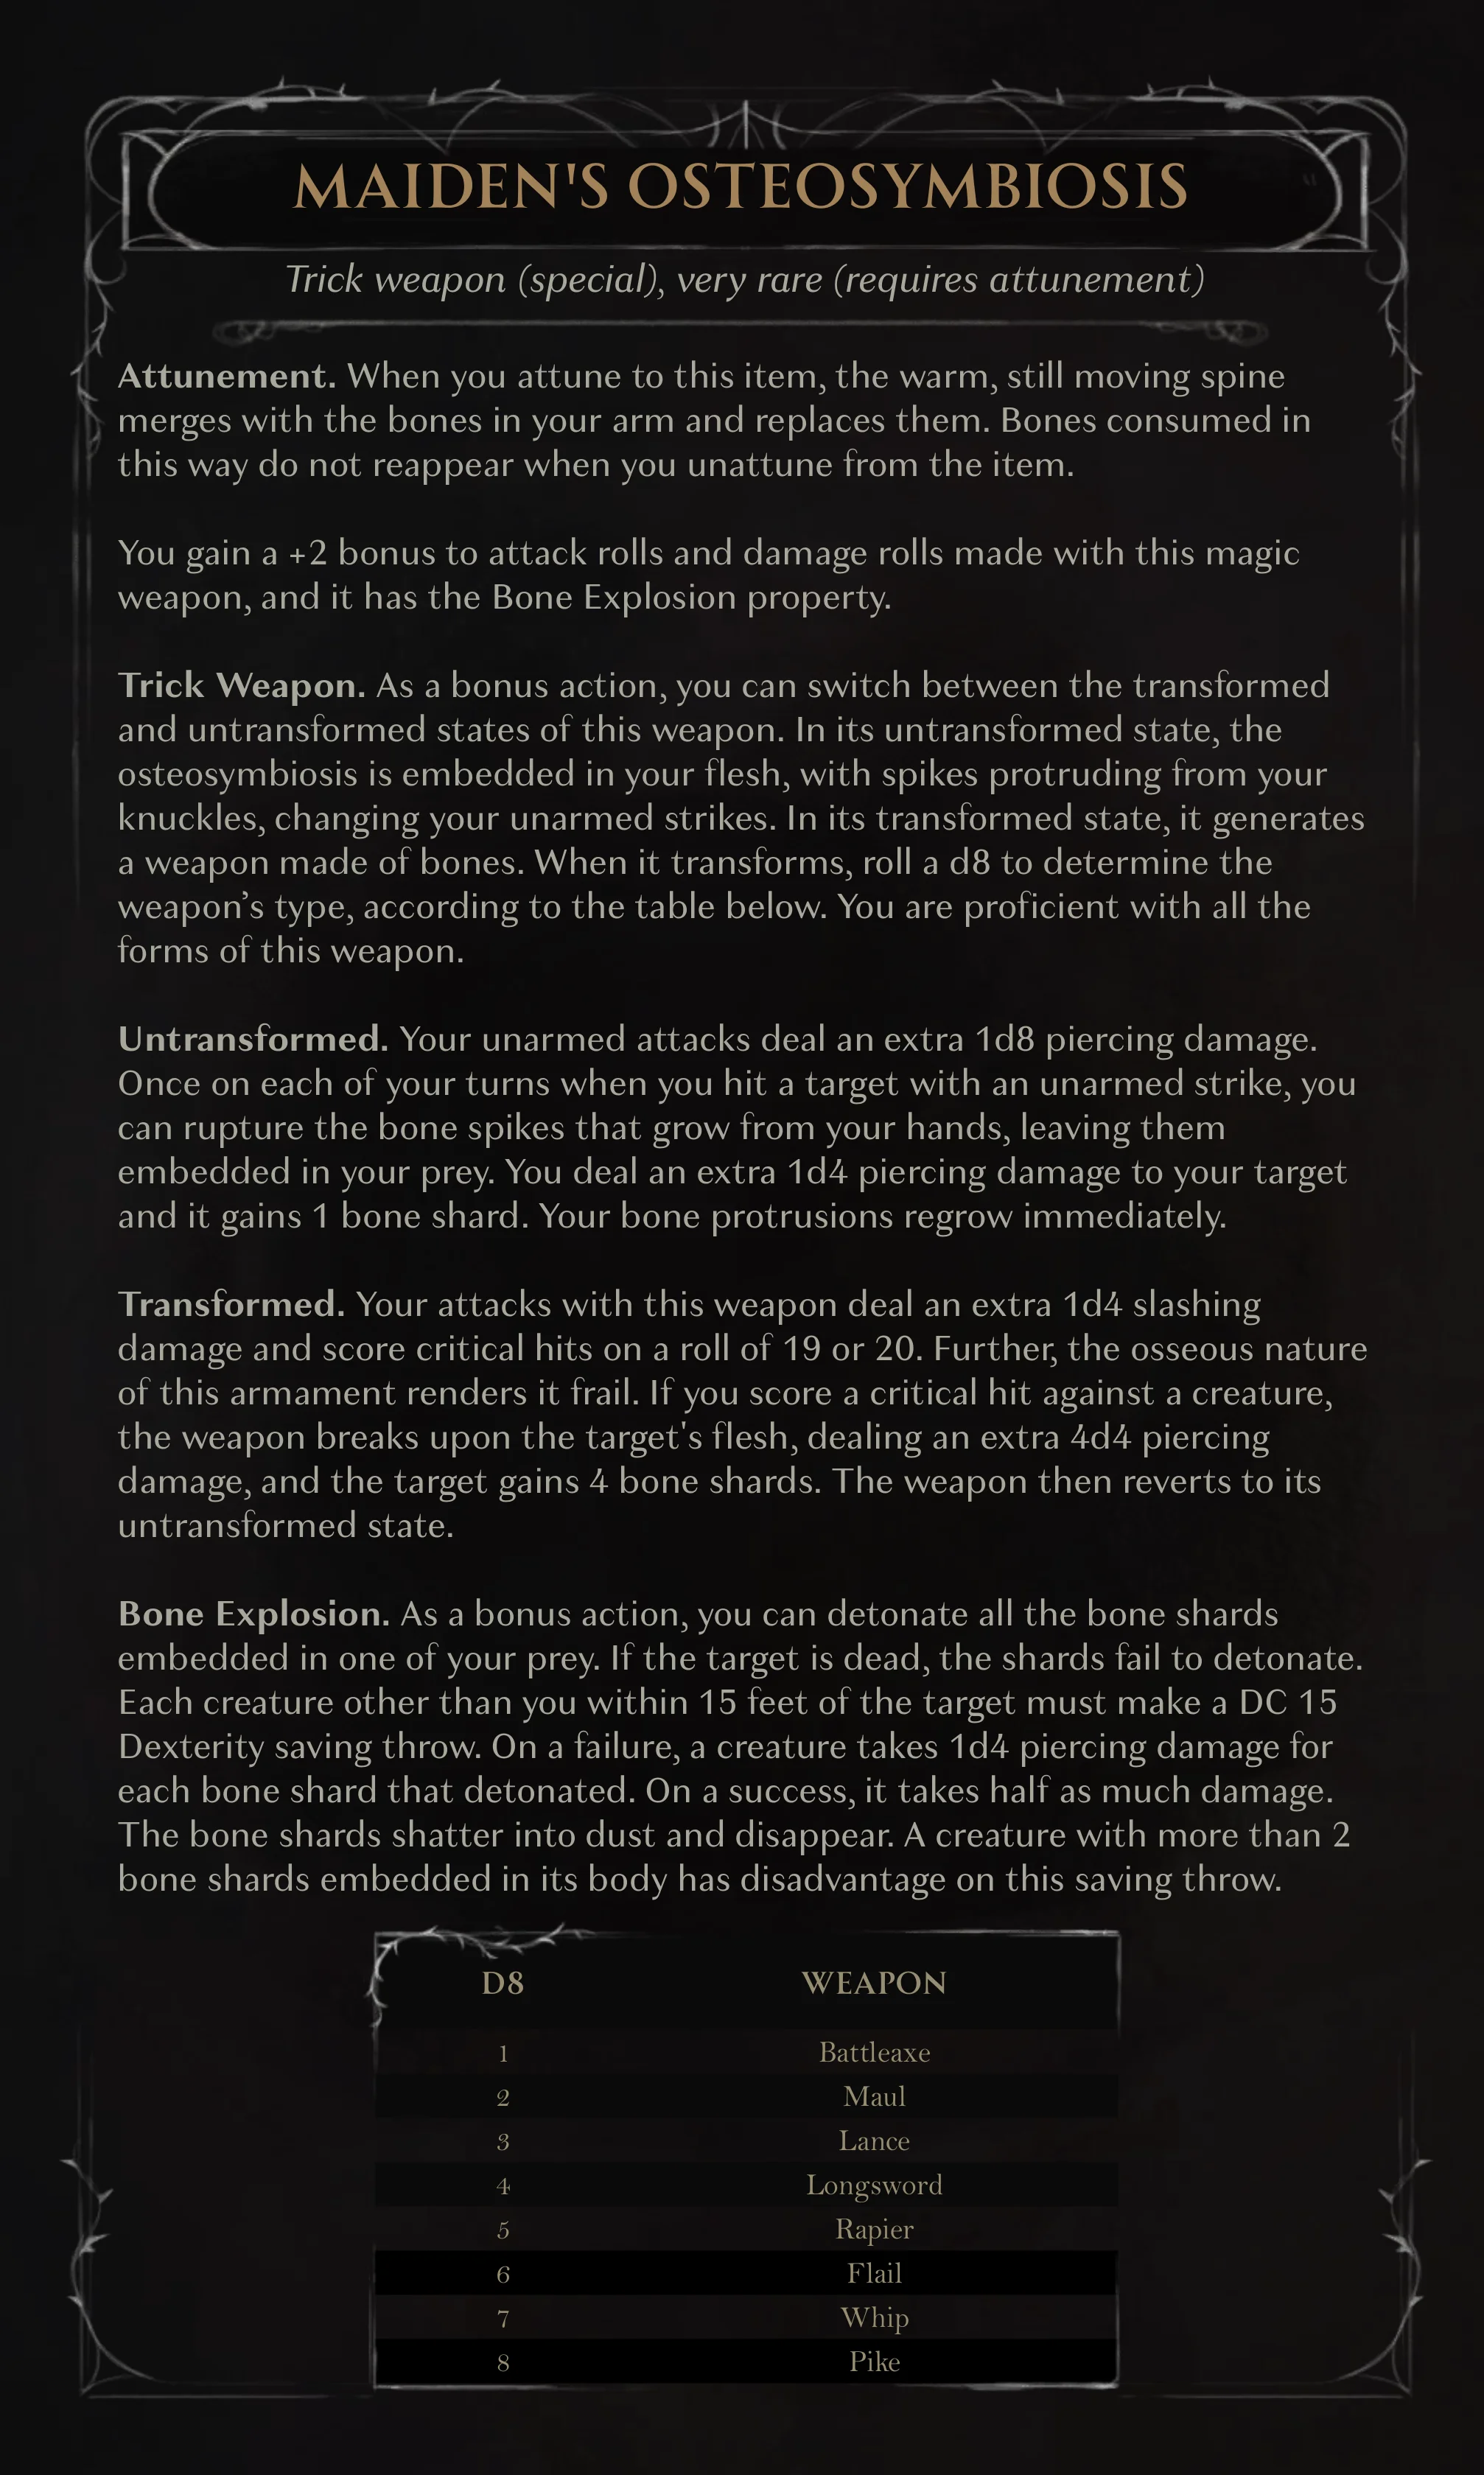 MAIDEN'S OSTEOSYMBIOSIS
Trick weapon (special), very rare (requires attunement)
Attunement. When you attune to this item, the warm, still moving spine
merges with the bones in your arm and replaces them. Bones consumed in
this way do not reappear when you unattune from the item.
You gain a +2 bonus to attack rolls and damage rolls made with this magic
weapon, and it has the Bone Explosion property.
Trick Weapon. As a bonus action, you can switch between the transformed
and untransformed states of this weapon. In its untransformed state, the
osteosymbiosis is embedded in your flesh, with spikes protruding from your
knuckles, changing your unarmed strikes. In its transformed state, it generates
a weapon made of bones. When it transforms, roll a d8 to determine the
weapon’s type, according to the table below. You are proficient with all the
forms of this weapon.
Untransformed. Your unarmed attacks deal an extra 1d8 piercing damage.
Once on each of your turns when you hit a target with an unarmed strike, you
can rupture the bone spikes that grow from your hands, leaving them
embedded in your prey. You deal an extra 1d4 piercing damage to your target
and it gains 1 bone shard. Your bone protrusions regrow immediately.
Transformed. Your attacks with this weapon deal an extra 1d4 slashing
damage and score critical hits on a roll of 19 or 20. Further, the osseous nature
of this armament renders it frail. If you score a critical hit against a creature,
the weapon breaks upon the target's flesh, dealing an extra 4d4 piercing
damage, and the target gains 4 bone shards. The weapon then reverts to its
untransformed state.
Bone Explosion. As a bonus action, you can detonate all the bone shards
embedded in one of your prey. If the target is dead, the shards fail to detonate.
Each creature other than you within 15 feet of the target must make a DC 15
Dexterity saving throw. On a failure, a creature takes 1d4 piercing damage for
each bone shard that detonated. On a success, it takes half as much damage.
The bone shards shatter into dust and disappear. A creature with more than 2
bone shards embedded in its body has disadvantage on this saving throw.
D8 WEAPON
1 Battleaxe
2 Maul
3 Lance
4 Longsword
5 Rapier
6 Flail
7 Whip
8 Pike